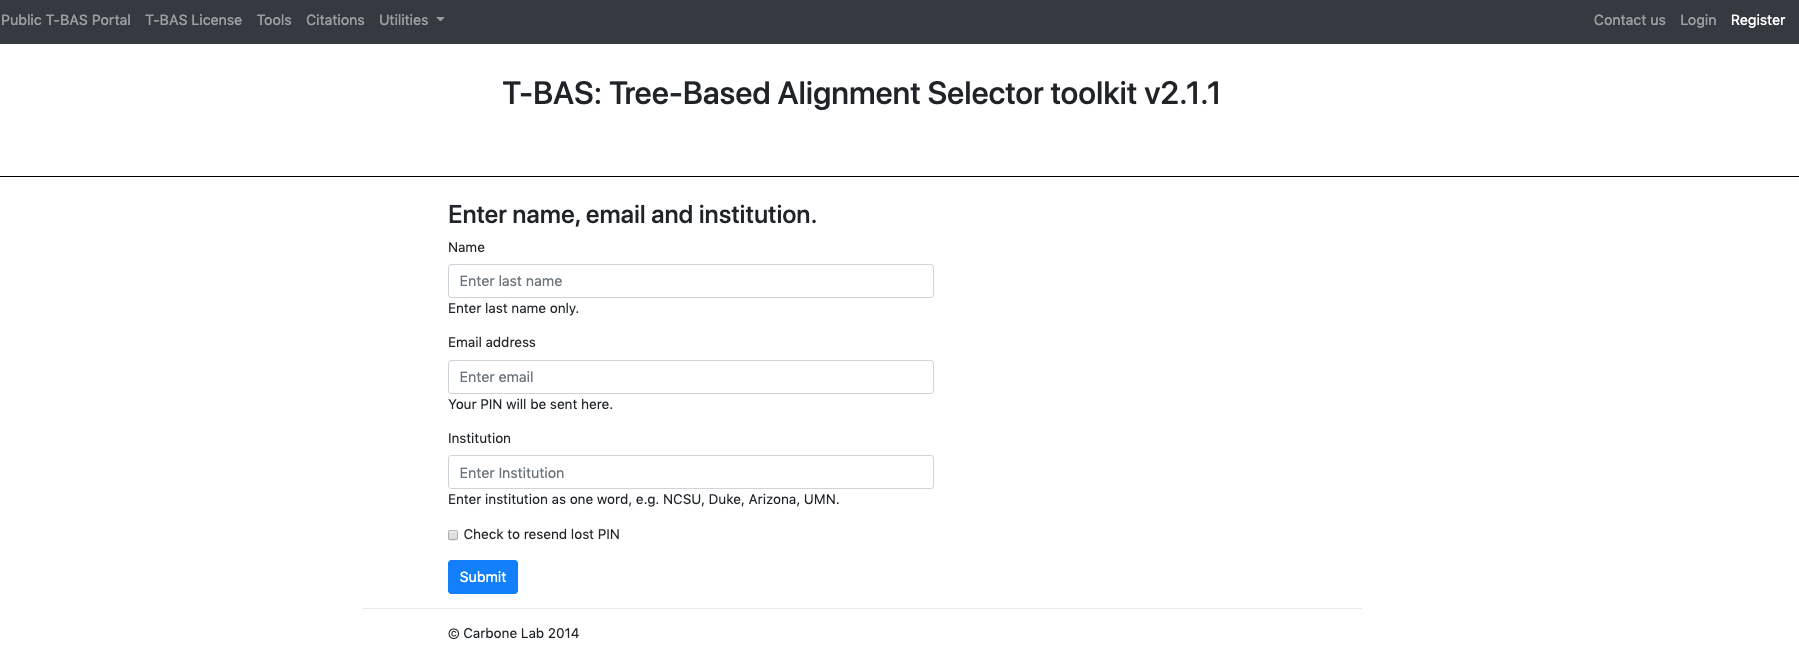 Public T-BAS Portal T-BAS License Tools Citations Utilities Contact us Login Register
T-BAS: Tree-Based Alignment Selector toolkit v2.1.1
Enter name, email and institution.
Name
Enter last name
Enter last name only.
Email address
Enter email
Your PIN will be sent here.
Institution
Enter Institution
Enter institution as one word, e.g. NCSU, Duke, Arizona, UMN.
Check to resend lost PIN
Submit
© Carbone Lab 2014